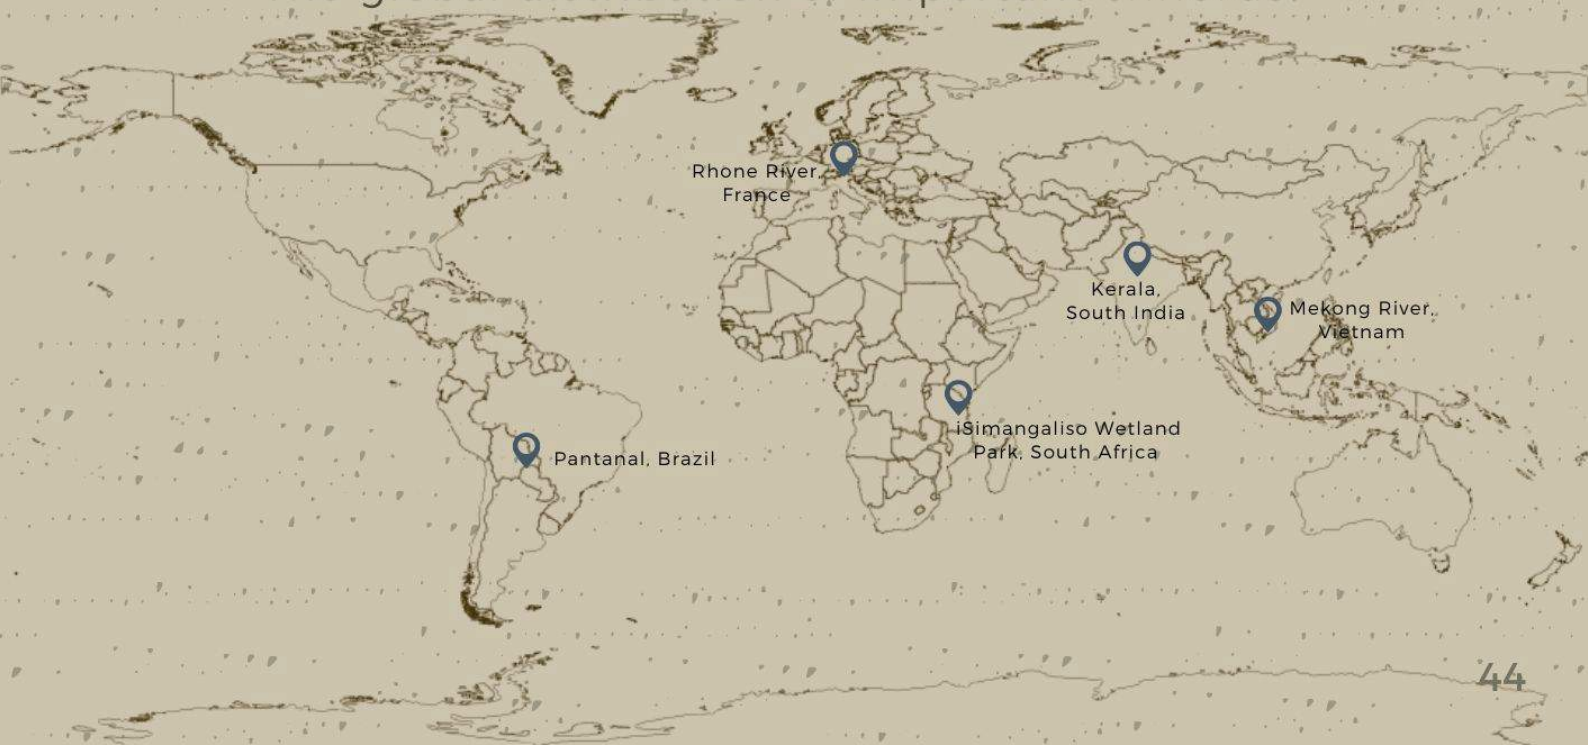 Rhone River,
France
Kerala,
South India
Mekong River,
Vietnam
iSimangaliso Wetland
Park, South Africa
Pantanal, Brazil
44